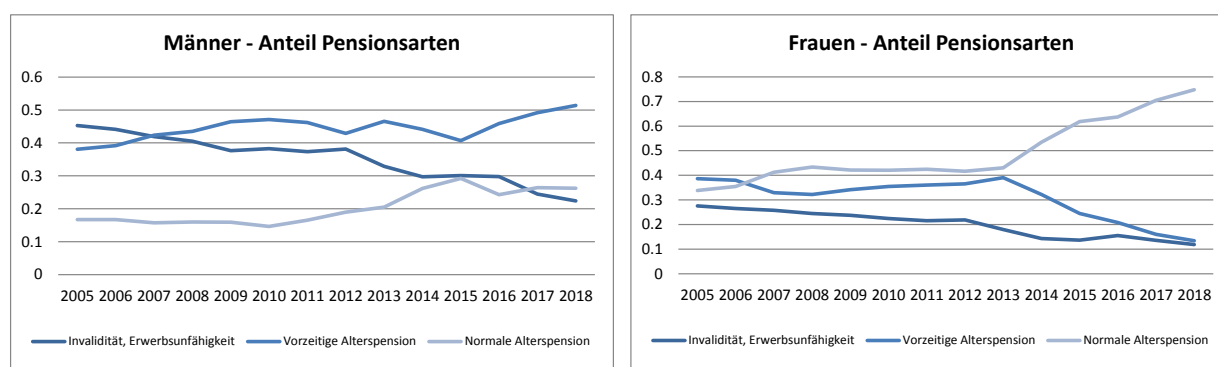 Männer - Anteil Pensionsarten
0.6
0.5
0.4
0.3
0.2
0.1
0
2005 2006 2007 2008 2009 2010 2011 2012 2013 2014 2015 2016 2017 2018
Invalidität, Erwerbsunfähigkeit Vorzeitige Alterspension Normale Alterspension
Frauen - Anteil Pensionsarten
0.8
0.7
0.6
0.5
0.4
0.3
0.2
0.1
0
2005 2006 2007 2008 2009 2010 2011 2012 2013 2014 2015 2016 2017 2018
Invalidität, Erwerbsunfähigkeit Vorzeitige Alterspension Normale Alterspension